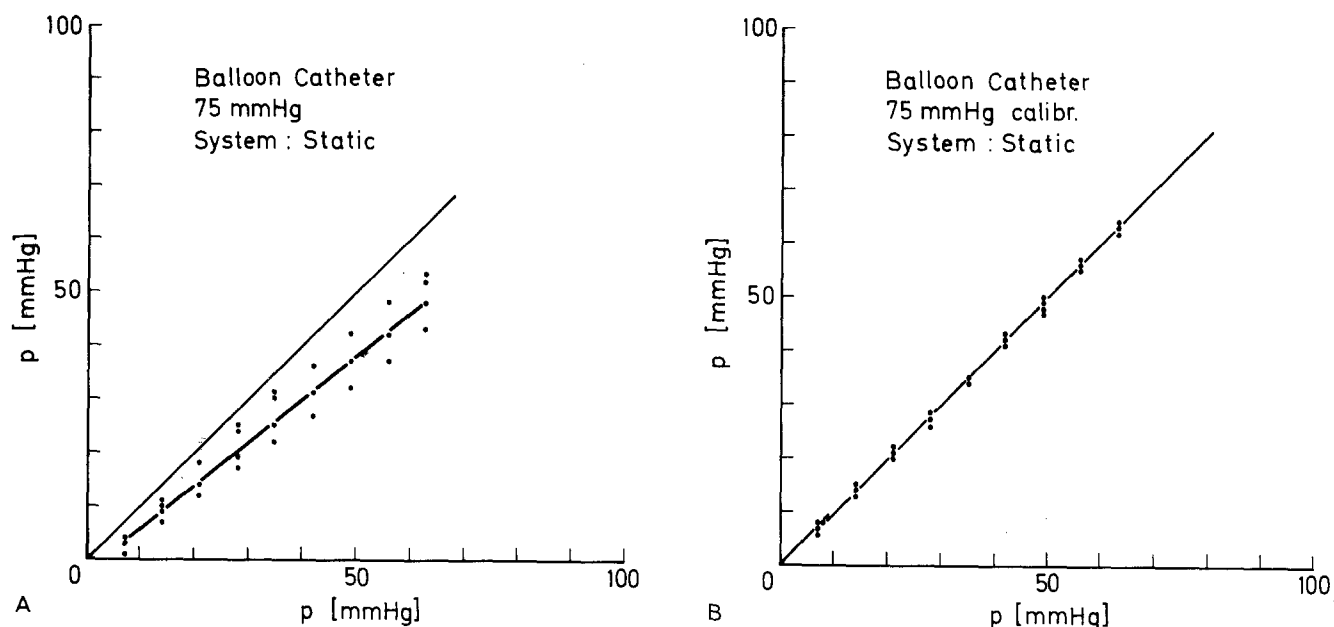 100
Balloon Catheter
75 mmHg
System : Static
p [mmHg]
50
0
50
100
p [mmHg]
A
100
Balloon Catheter
75 mmHg calibr.
System : Static
p [mmHg]
50
0
50
100
p [mmHg]
B